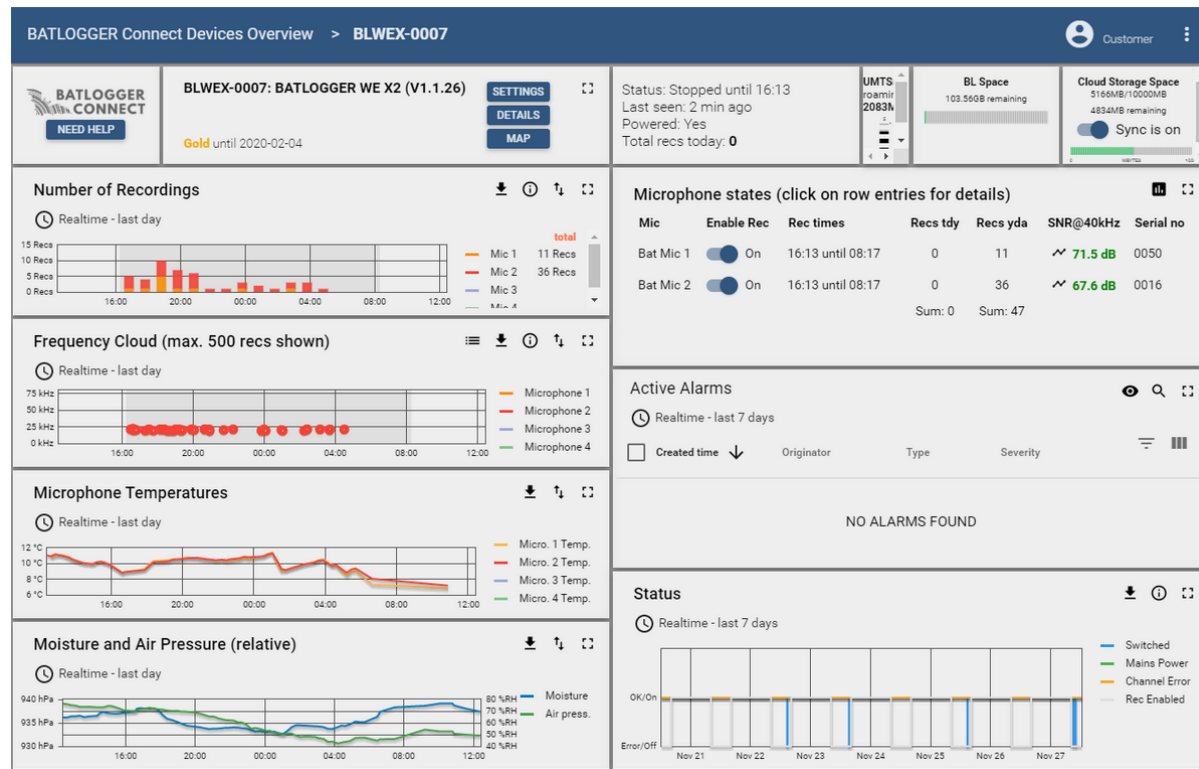 BATLOGGER Connect Devices Overview > BLWEX-0007
Customer
BATLOGGER
CONNECT
NEED HELP
BLWEX-0007: BATLOGGER WE X2 (V1.1.26)
Gold until 2020-02-04
SETTINGS
DETAILS
MAP
Status: Stopped until 16:13
Last seen: 2 min ago
Powered: Yes
Total recs today: 0
UMTS
roamin
BL Space
103.56GB remaining
Cloud Storage Space
5166MB/10000MB
4834MB remaining
Sync is on
Number of Recordings
Realtime - last day
15 Recs
10 Recs
5 Recs
0 Recs
16:00 20:00 00:00 04:00 08:00 12:00
total
Mic 1 11 Recs
Mic 2 36 Recs
Mic 3
Mic 4
Frequency Cloud (max. 500 recs shown)
Realtime - last day
75 kHz
50 kHz
25 kHz
0 kHz
16:00 20:00 00:00 04:00 08:00 12:00
Microphone 1
Microphone 2
Microphone 3
Microphone 4
Microphone Temperatures
Realtime - last day
12 °C
10 °C
8 °C
6 °C
16:00 20:00 00:00 04:00 08:00 12:00
Micro. 1 Temp.
Micro. 2 Temp.
Micro. 3 Temp.
Micro. 4 Temp.
Moisture and Air Pressure (relative)
Realtime - last day
940 hPa
935 hPa
930 hPa
80 %RH
70 %RH
60 %RH
50 %RH
40 %RH
16:00 20:00 00:00 04:00 08:00 12:00
Moisture
Air press.
Microphone states (click on row entries for details)
Mic Enable Rec Rec times Recs tdy Recs yda SNR@40kHz Serial no
Bat Mic 1 On 16:13 until 08:17 0 11 71.5 dB 0050
Bat Mic 2 On 16:13 until 08:17 0 36 67.6 dB 0016
Sum: 0 Sum: 47
Active Alarms
Realtime - last 7 days
Created time Originator Type Severity
NO ALARMS FOUND
Status
Realtime - last 7 days
OK/On
Error/Off
Nov 21 Nov 22 Nov 23 Nov 24 Nov 25 Nov 26 Nov 27
Switched
Mains Power
Channel Error
Rec Enabled